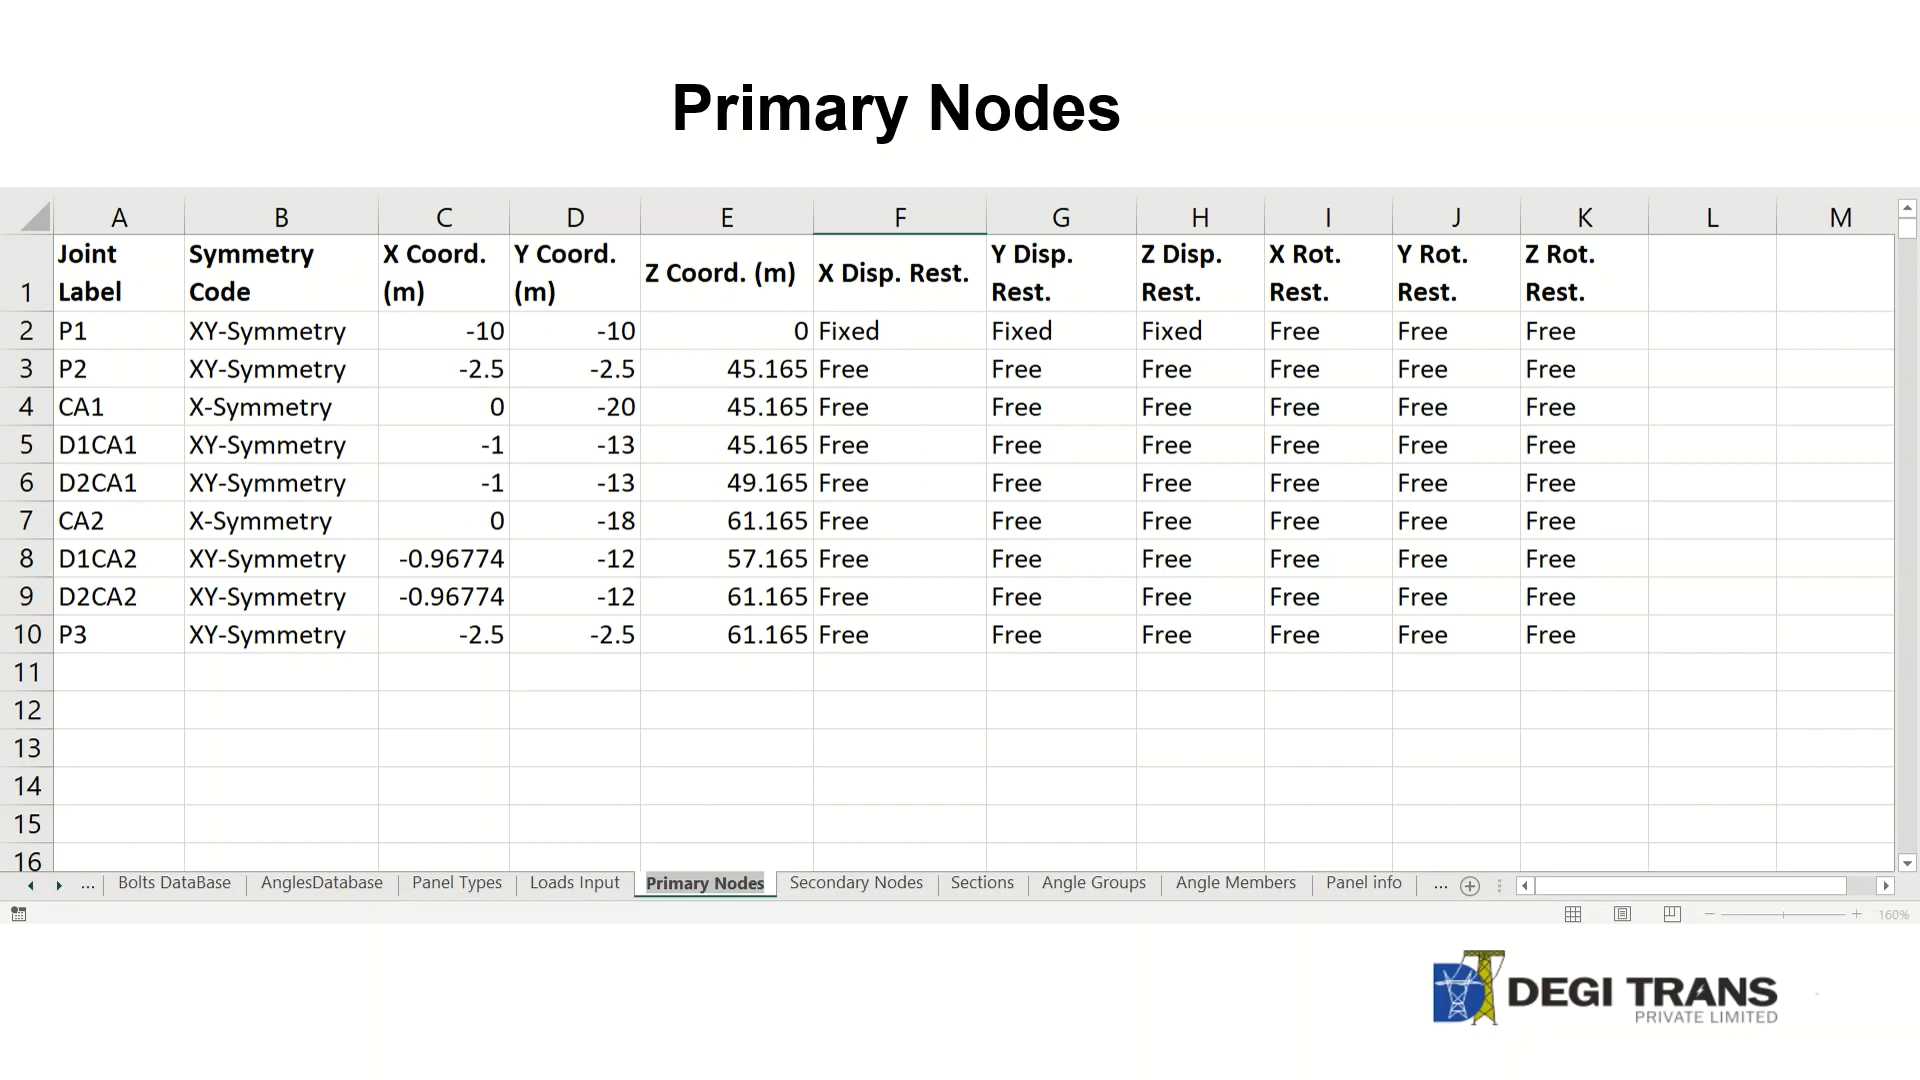 Primary Nodes
A B C D E F G H I J K L M
1 Joint Label Symmetry Code X Coord. (m) Y Coord. (m) Z Coord. (m) X Disp. Rest. Y Disp. Rest. Z Disp. Rest. X Rot. Rest. Y Rot. Rest. Z Rot. Rest.
2 P1 XY-Symmetry -10 -10 0 Fixed Fixed Fixed Free Free Free
3 P2 XY-Symmetry -2.5 -2.5 45.165 Free Free Free Free Free Free
4 CA1 X-Symmetry 0 -20 45.165 Free Free Free Free Free Free
5 D1CA1 XY-Symmetry -1 -13 45.165 Free Free Free Free Free Free
6 D2CA1 XY-Symmetry -1 -13 49.165 Free Free Free Free Free Free
7 CA2 X-Symmetry 0 -18 61.165 Free Free Free Free Free Free
8 D1CA2 XY-Symmetry -0.96774 -12 57.165 Free Free Free Free Free Free
9 D2CA2 XY-Symmetry -0.96774 -12 61.165 Free Free Free Free Free Free
10 P3 XY-Symmetry -2.5 -2.5 61.165 Free Free Free Free Free Free
11
12
13
14
15
16
... Bolts DataBase AnglesDatabase Panel Types Loads Input Primary Nodes Secondary Nodes Sections Angle Groups Angle Members Panel info ...
160%
DEGI TRANS
PRIVATE LIMITED